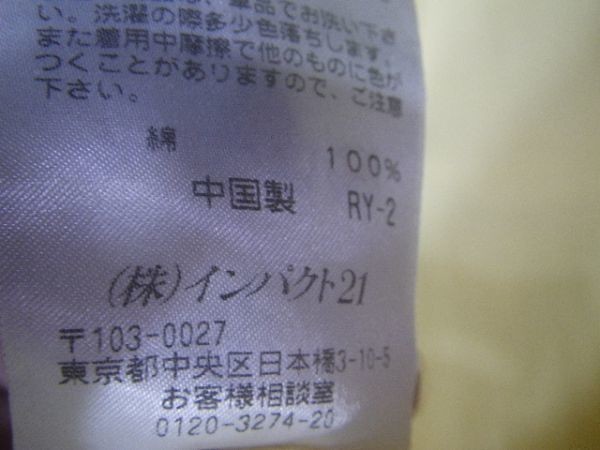 い。洗濯の際多少色落ちします。
また着用中摩擦で他のものに色が
つくことがありますので、ご注意
下さい。
綿 100%
中国製 RY-2
(株)インパクト21
〒103-0027
東京都中央区日本橋3-10-5
お客様相談室
0120-3274-20